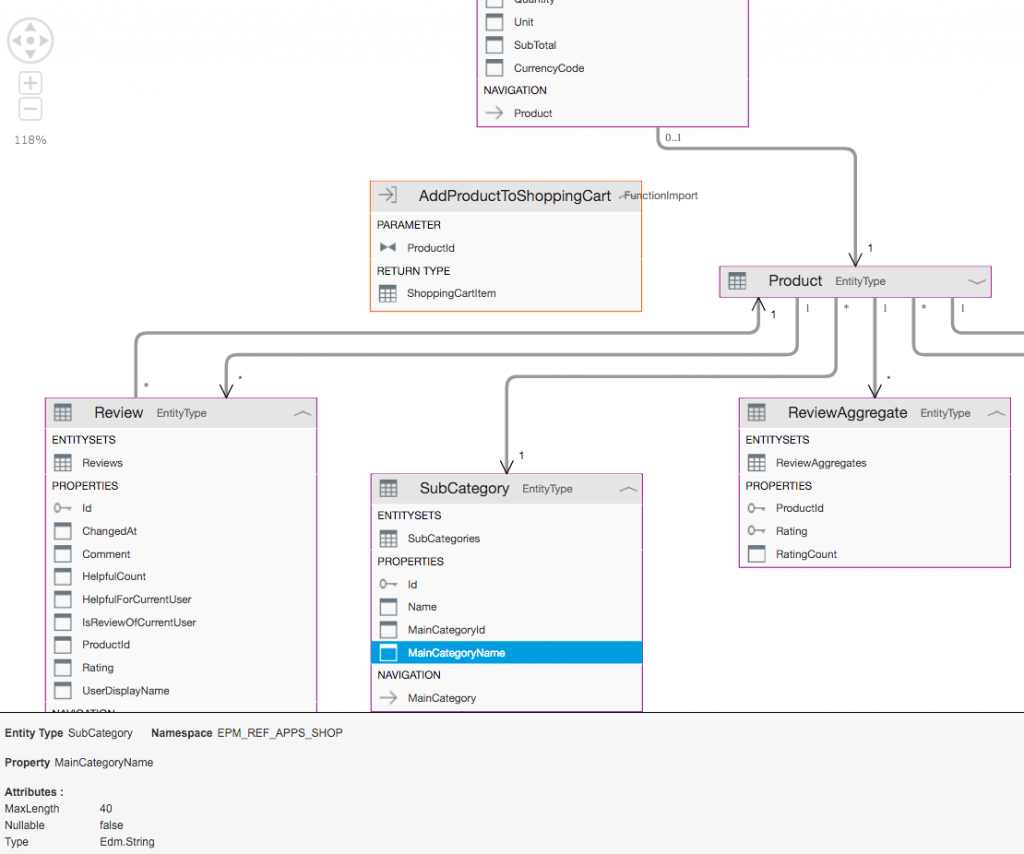 Quantity
Unit
SubTotal
CurrencyCode
NAVIGATION
Product
118%
0..1
AddProductToShoppingCart FunctionImport
PARAMETER
ProductId
RETURN TYPE
ShoppingCartItem
1
Product EntityType
1
1
*
1
*
1
*
*
*
Review EntityType
ENTITYSETS
Reviews
PROPERTIES
Id
ChangedAt
Comment
HelpfulCount
HelpfulForCurrentUser
IsReviewOfCurrentUser
ProductId
Rating
UserDisplayName
NAVIGATION
1
SubCategory EntityType
ENTITYSETS
SubCategories
PROPERTIES
Id
Name
MainCategoryId
MainCategoryName
NAVIGATION
MainCategory
ReviewAggregate EntityType
ENTITYSETS
ReviewAggregates
PROPERTIES
ProductId
Rating
RatingCount
Entity Type SubCategory Namespace EPM_REF_APPS_SHOP
Property MainCategoryName
Attributes :
MaxLength 40
Nullable false
Type Edm.String